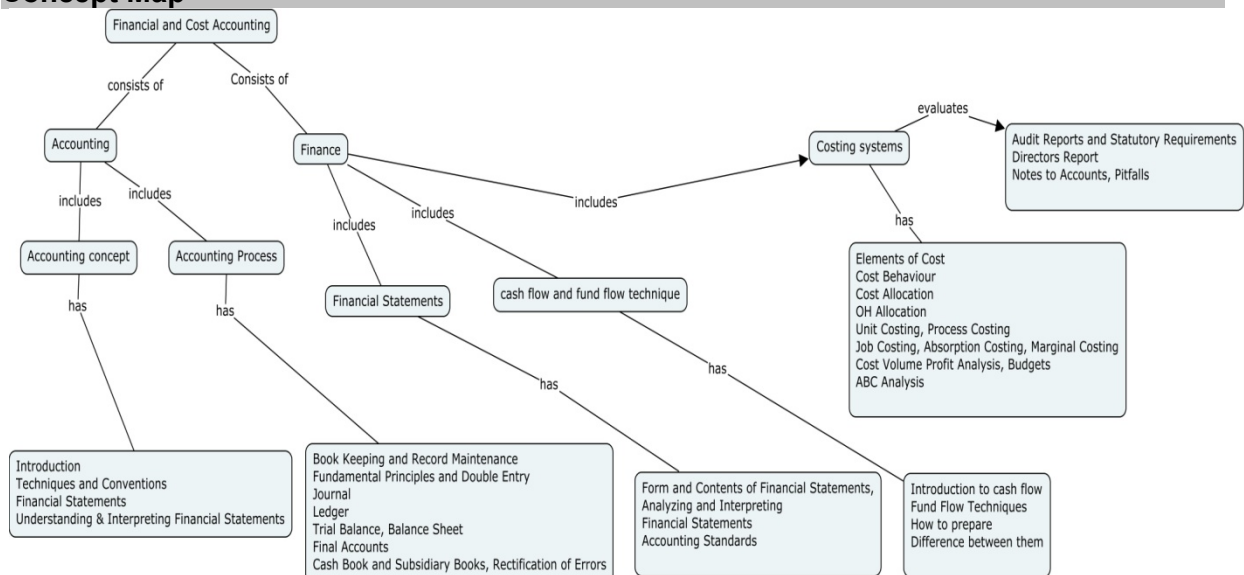 Concept Map
Financial and Cost Accounting
consists of
Consists of
evaluates
Accounting
Finance
Costing systems
Audit Reports and Statutory Requirements
Directors Report
Notes to Accounts, Pitfalls
includes
includes
includes
includes
includes
has
Accounting concept
Accounting Process
Financial Statements
cash flow and fund flow technique
Elements of Cost
Cost Behaviour
Cost Allocation
OH Allocation
Unit Costing, Process Costing
Job Costing, Absorption Costing, Marginal Costing
Cost Volume Profit Analysis, Budgets
ABC Analysis
has
has
has
has
Introduction
Techniques and Conventions
Financial Statements
Understanding & Interpreting Financial Statements
Book Keeping and Record Maintenance
Fundamental Principles and Double Entry
Journal
Ledger
Trial Balance, Balance Sheet
Final Accounts
Cash Book and Subsidiary Books, Rectification of Errors
Form and Contents of Financial Statements,
Analyzing and Interpreting
Financial Statements
Accounting Standards
Introduction to cash flow
Fund Flow Techniques
How to prepare
Difference between them